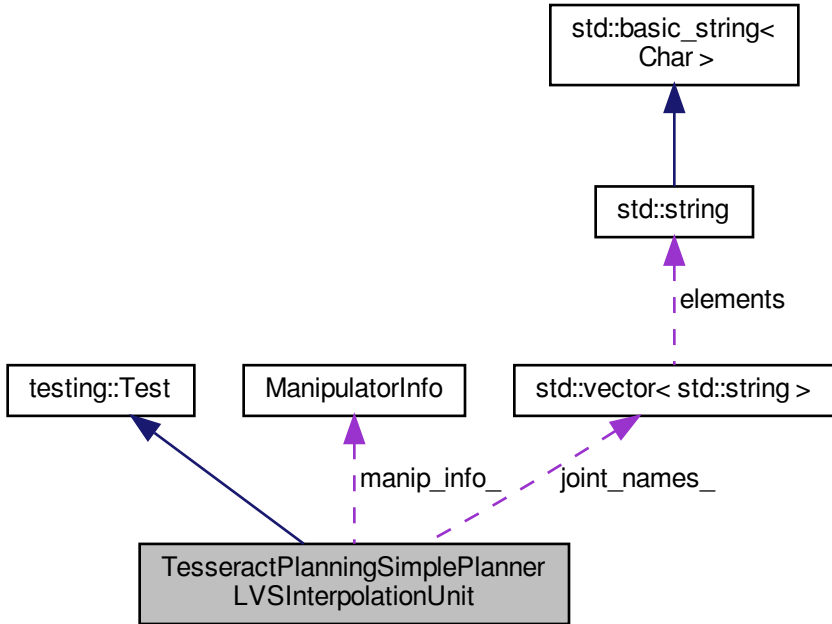 std::basic_string<
Char >
std::string
elements
testing::Test
ManipulatorInfo
std::vector< std::string >
manip_info_
joint_names_
TesseractPlanningSimplePlanner
LVSInterpolationUnit